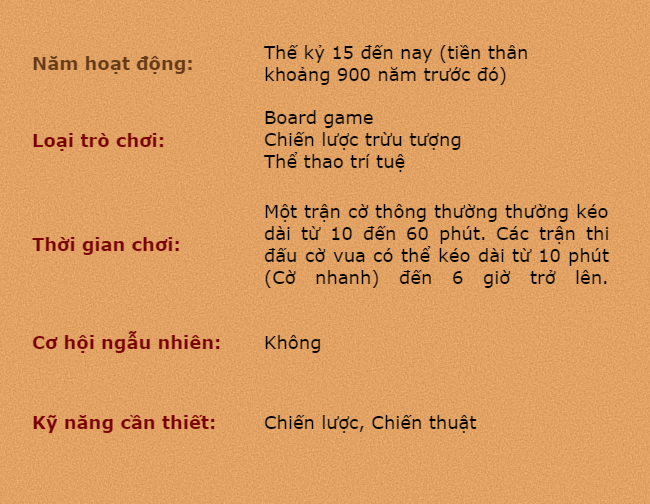 Năm hoạt động:
Thế kỷ 15 đến nay (tiền thân
khoảng 900 năm trước đó)
Loại trò chơi:
Board game
Chiến lược trừu tượng
Thể thao trí tuệ
Thời gian chơi:
Một trận cờ thông thường thường kéo
dài từ 10 đến 60 phút. Các trận thi
đấu cờ vua có thể kéo dài từ 10 phút
(Cờ nhanh) đến 6 giờ trở lên.
Cơ hội ngẫu nhiên:
Không
Kỹ năng cần thiết:
Chiến lược, Chiến thuật